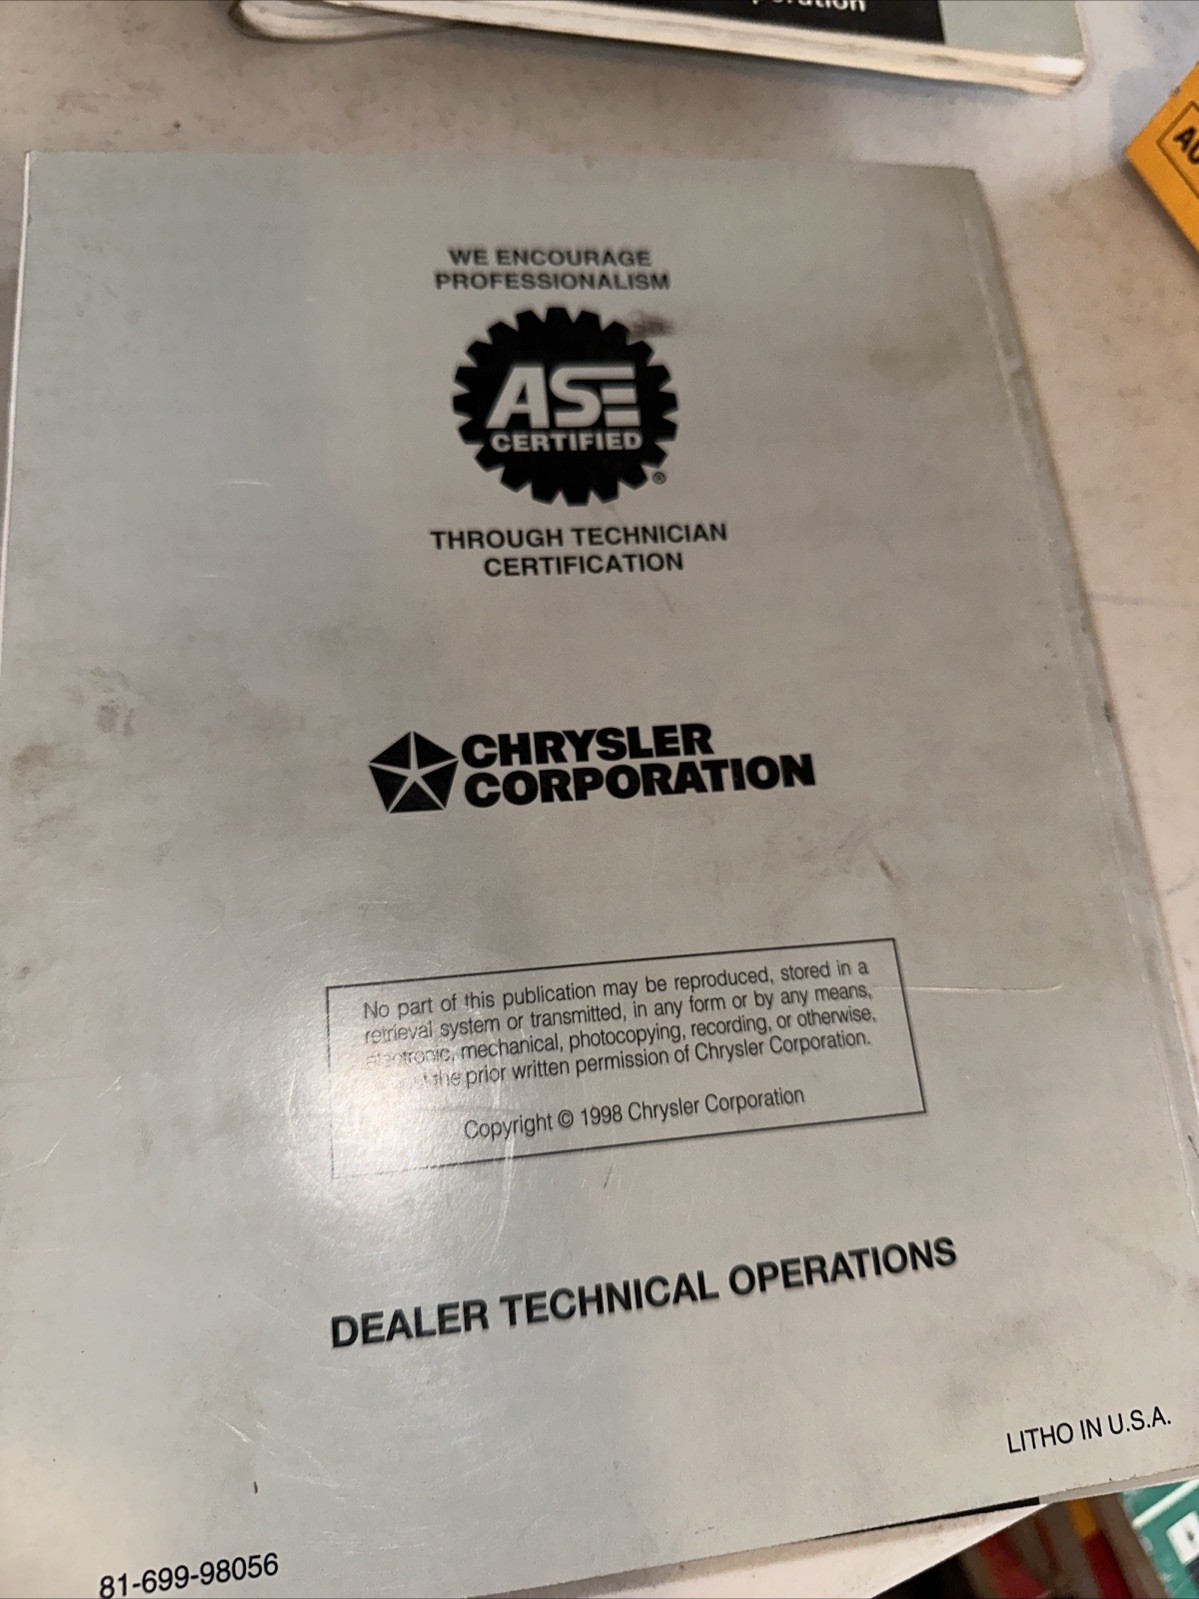 WE ENCOURAGE
PROFESSIONALISM
ASE
CERTIFIED
®
THROUGH TECHNICIAN
CERTIFICATION
CHRYSLER
CORPORATION
No part of this publication may be reproduced, stored in a
retrieval system or transmitted, in any form or by any means,
electronic, mechanical, photocopying, recording, or otherwise,
the prior written permission of Chrysler Corporation.
Copyright © 1998 Chrysler Corporation
DEALER TECHNICAL OPERATIONS
LITHO IN U.S.A.
81-699-98056